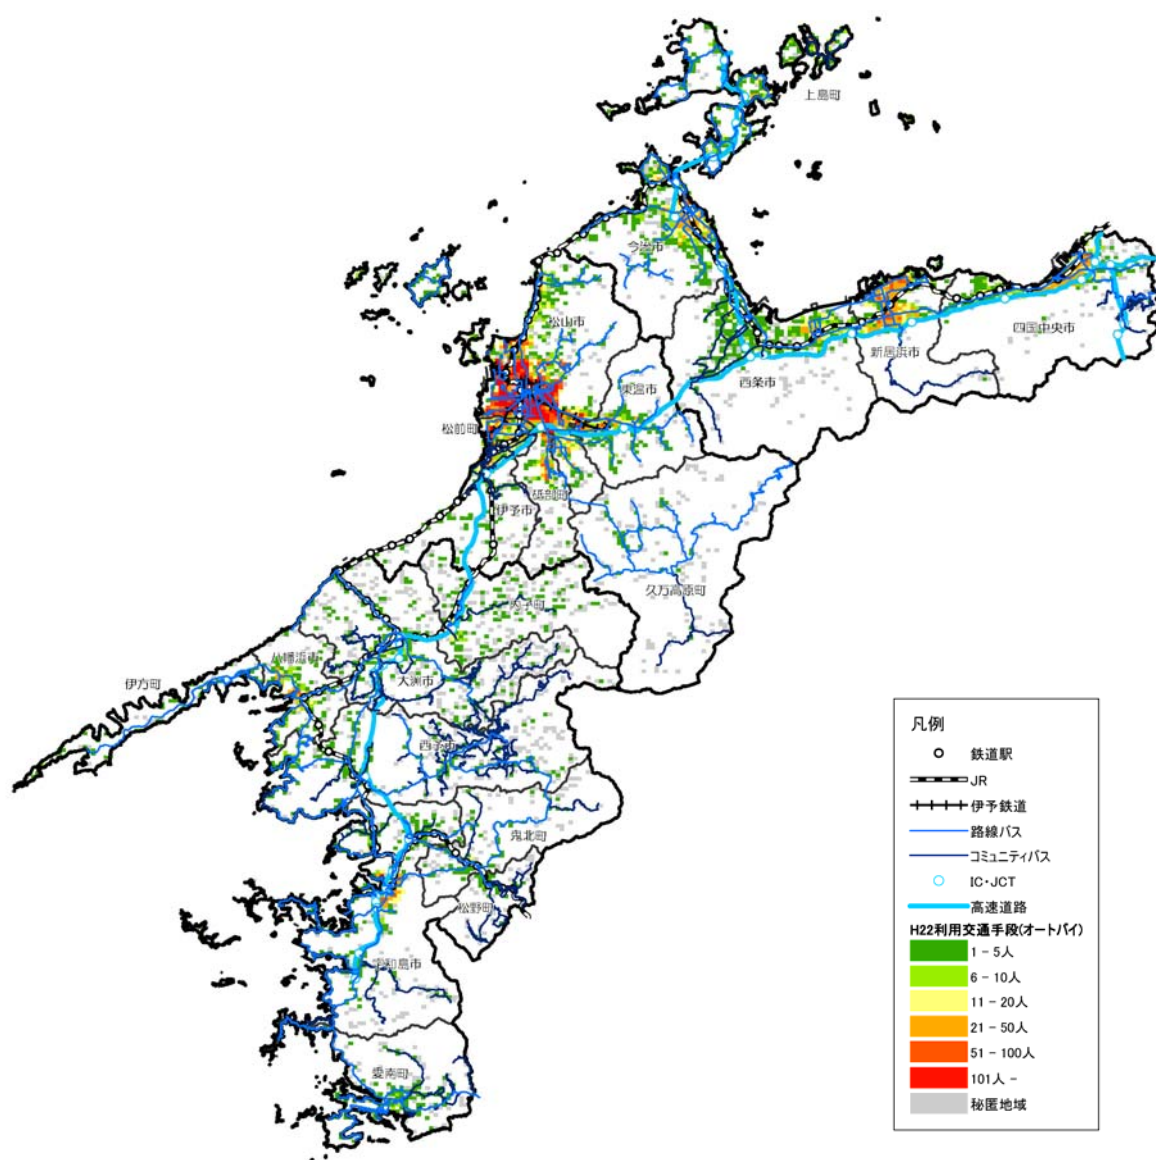 上島町
今治市
松山市
四国中央市
新居浜市
西条市
東温市
松前町
砥部町
伊予市
久万高原町
内子町
八幡浜市
伊方町
大洲市
西予市
鬼北町
松野町
宇和島市
愛南町
凡例
鉄道駅
JR
伊予鉄道
路線バス
コミュニティバス
IC・JCT
高速道路
H22利用交通手段(オートバイ)
1 - 5人
6 - 10人
11 - 20人
21 - 50人
51 - 100人
101人 -
秘匿地域